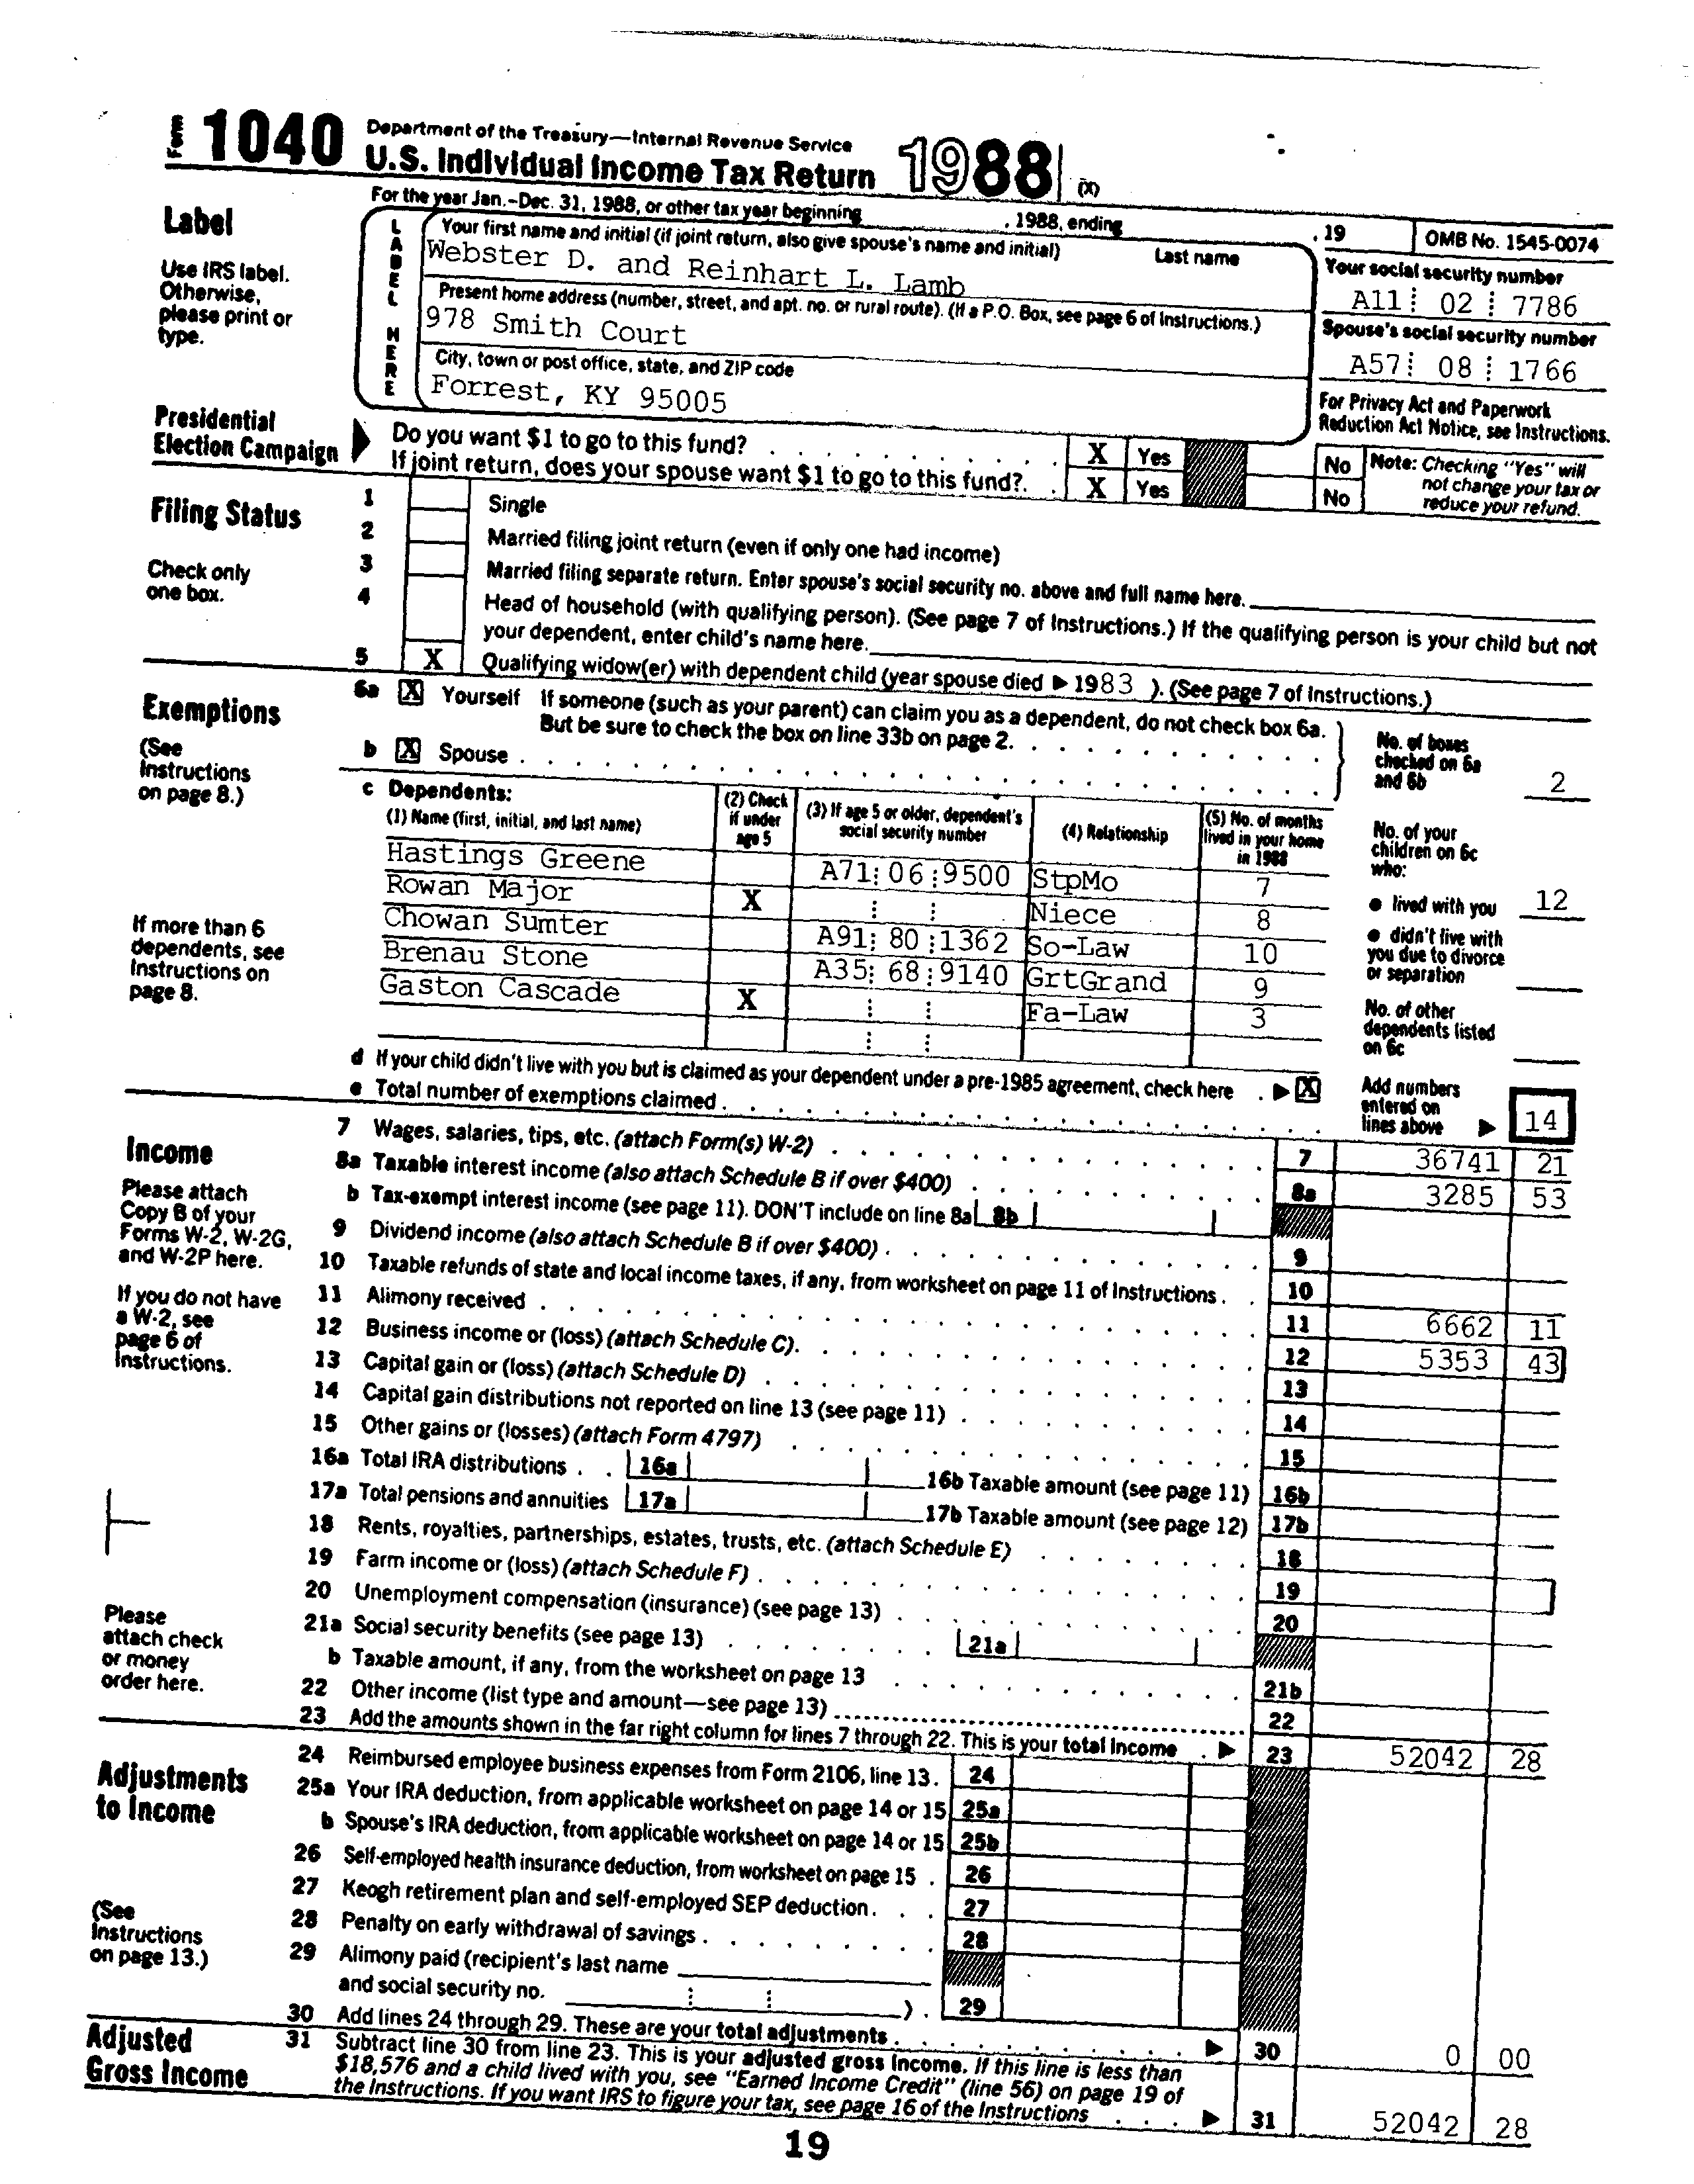 Form 1040 Department of the Treasury—Internal Revenue Service
U.S. Individual Income Tax Return 1988 (X)
For the year Jan.-Dec. 31, 1988, or other tax year beginning , 1988, ending , 19 OMB No. 1545-0074
Label
Use IRS label.
Otherwise,
please print or
type.
LABEL HERE
Your first name and initial (if joint return, also give spouse's name and initial) Last name
Webster D. and Reinhart L. Lamb
Your social security number
A11 02 7786
Present home address (number, street, and apt. no. or rural route). (If a P.O. Box, see page 6 of Instructions.)
978 Smith Court
Spouse's social security number
A57 08 1766
City, town or post office, state, and ZIP code
Forrest, KY 95005
For Privacy Act and Paperwork
Reduction Act Notice, see Instructions.
Presidential
Election Campaign
Do you want $1 to go to this fund? X Yes No
If joint return, does your spouse want $1 to go to this fund? X Yes No
Note: Checking "Yes" will
not change your tax or
reduce your refund.
Filing Status
Check only
one box.
1 Single
2 Married filing joint return (even if only one had income)
3 Married filing separate return. Enter spouse's social security no. above and full name here.
4 Head of household (with qualifying person). (See page 7 of Instructions.) If the qualifying person is your child but not
your dependent, enter child's name here.
5 X Qualifying widow(er) with dependent child (year spouse died ▶ 1983 ). (See page 7 of Instructions.)
Exemptions
(See
Instructions
on page 8.)
6a X Yourself If someone (such as your parent) can claim you as a dependent, do not check box 6a.
But be sure to check the box on line 33b on page 2.
b X Spouse
No. of boxes
checked on 6a
and 6b 2
c Dependents:
(1) Name (first, initial, and last name)
(2) Check
if under
age 5
(3) If age 5 or older, dependent's
social security number
(4) Relationship
(5) No. of months
lived in your home
in 1988
Hastings Greene A71 06 9500 StpMo 7
Rowan Major X Niece 8
Chowan Sumter A91 80 1362 So-Law 10
Brenau Stone A35 68 9140 GrtGrand 9
Gaston Cascade X Fa-Law 3
No. of your
children on 6c
who:
● lived with you 12
● didn't live with
you due to divorce
or separation
No. of other
dependents listed
on 6c
If more than 6
dependents, see
Instructions on
page 8.
d If your child didn't live with you but is claimed as your dependent under a pre-1985 agreement, check here ▶ X
e Total number of exemptions claimed
Add numbers
entered on
lines above ▶ 14
Income
Please attach
Copy B of your
Forms W-2, W-2G,
and W-2P here.
If you do not have
a W-2, see
page 6 of
Instructions.
7 Wages, salaries, tips, etc. (attach Form(s) W-2) 7 36741 21
8a Taxable interest income (also attach Schedule B if over $400) 8a 3285 53
b Tax-exempt interest income (see page 11). DON'T include on line 8a 8b
9 Dividend income (also attach Schedule B if over $400) 9
10 Taxable refunds of state and local income taxes, if any, from worksheet on page 11 of Instructions 10
11 Alimony received 11 6662 11
12 Business income or (loss) (attach Schedule C) 12 5353 43
13 Capital gain or (loss) (attach Schedule D) 13
14 Capital gain distributions not reported on line 13 (see page 11) 14
15 Other gains or (losses) (attach Form 4797) 15
16a Total IRA distributions 16a 16b Taxable amount (see page 11) 16b
17a Total pensions and annuities 17a 17b Taxable amount (see page 12) 17b
18 Rents, royalties, partnerships, estates, trusts, etc. (attach Schedule E) 18
19 Farm income or (loss) (attach Schedule F) 19
20 Unemployment compensation (insurance) (see page 13) 20
21a Social security benefits (see page 13) 21a
b Taxable amount, if any, from the worksheet on page 13 21b
22 Other income (list type and amount—see page 13) 22
23 Add the amounts shown in the far right column for lines 7 through 22. This is your total income ▶ 23 52042 28
Please
attach check
or money
order here.
Adjustments
to Income
(See
Instructions
on page 13.)
24 Reimbursed employee business expenses from Form 2106, line 13. 24
25a Your IRA deduction, from applicable worksheet on page 14 or 15 25a
b Spouse's IRA deduction, from applicable worksheet on page 14 or 15 25b
26 Self-employed health insurance deduction, from worksheet on page 15 26
27 Keogh retirement plan and self-employed SEP deduction 27
28 Penalty on early withdrawal of savings 28
29 Alimony paid (recipient's last name
and social security no. ) 29
30 Add lines 24 through 29. These are your total adjustments ▶ 30 0 00
Adjusted
Gross Income
31 Subtract line 30 from line 23. This is your adjusted gross income. If this line is less than
$18,576 and a child lived with you, see "Earned Income Credit" (line 56) on page 19 of
the Instructions. If you want IRS to figure your tax, see page 16 of the Instructions ▶ 31 52042 28
19